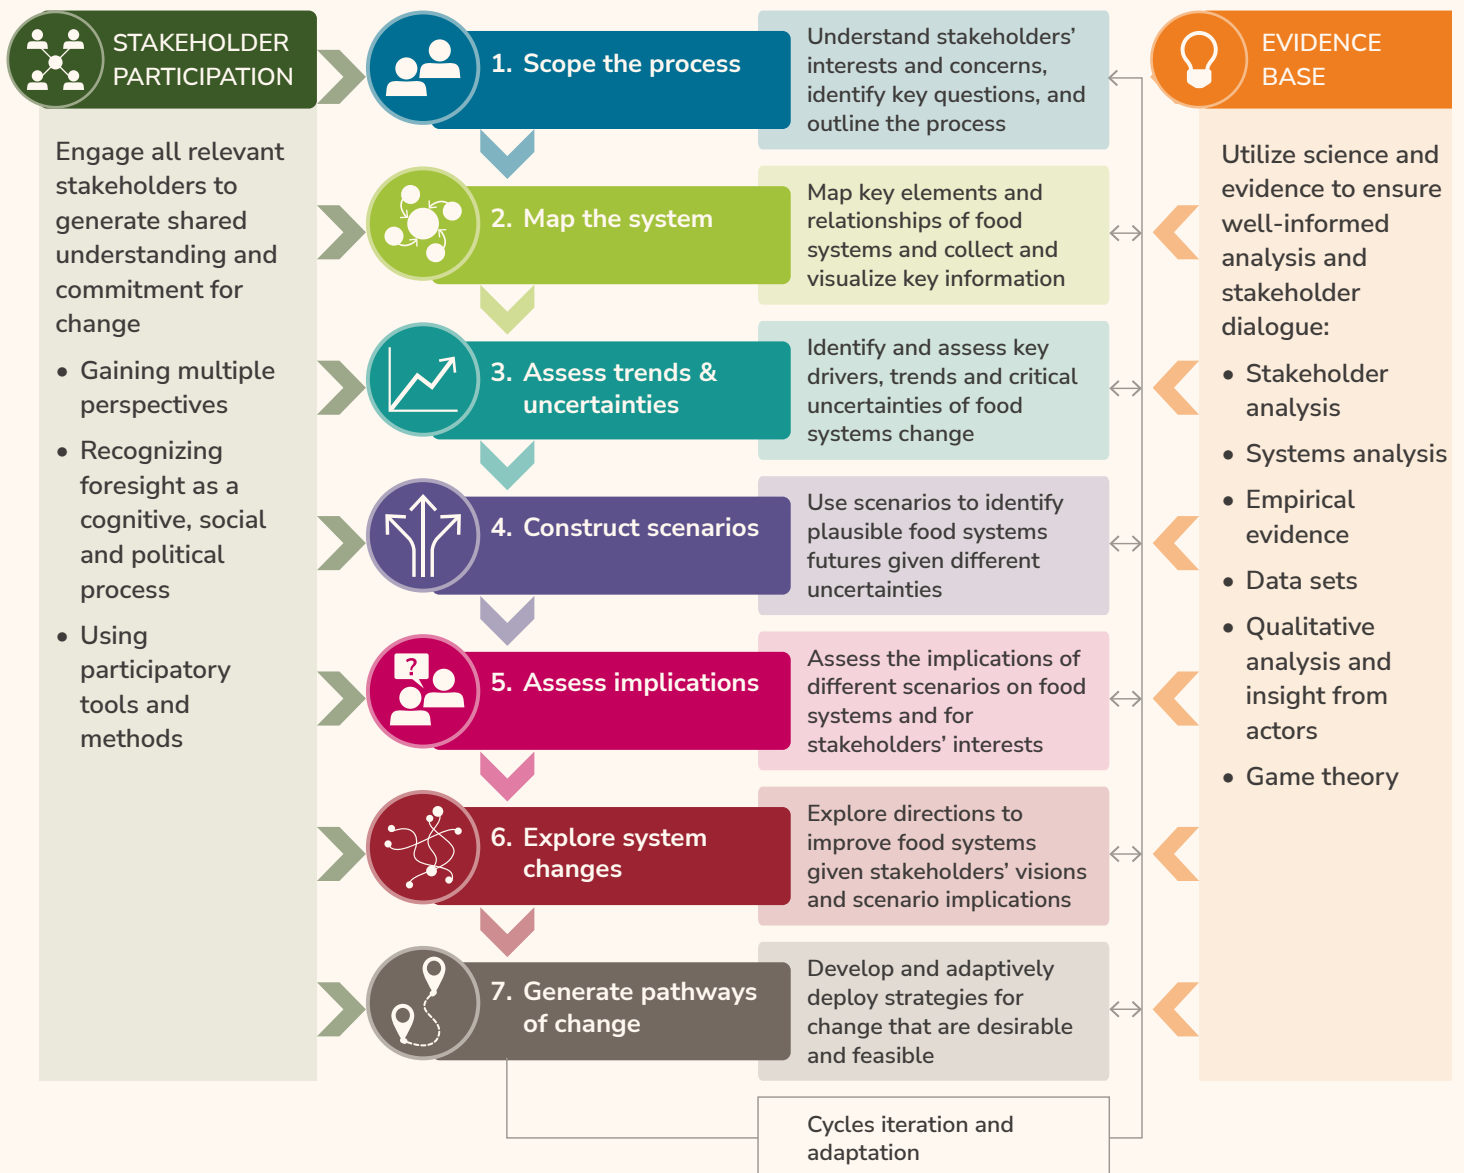 STAKEHOLDER
PARTICIPATION
Engage all relevant
stakeholders to
generate shared
understanding and
commitment for
change
• Gaining multiple
perspectives
• Recognizing
foresight as a
cognitive, social
and political
process
• Using
participatory
tools and
methods
1. Scope the process
Understand stakeholders’
interests and concerns,
identify key questions, and
outline the process
2. Map the system
Map key elements and
relationships of food
systems and collect and
visualize key information
3. Assess trends &
uncertainties
Identify and assess key
drivers, trends and critical
uncertainties of food
systems change
4. Construct scenarios
Use scenarios to identify
plausible food systems
futures given different
uncertainties
?
5. Assess implications
Assess the implications of
different scenarios on food
systems and for
stakeholders’ interests
6. Explore system
changes
Explore directions to
improve food systems
given stakeholders’ visions
and scenario implications
7. Generate pathways
of change
Develop and adaptively
deploy strategies for
change that are desirable
and feasible
Cycles iteration and
adaptation
EVIDENCE
BASE
Utilize science and
evidence to ensure
well-informed
analysis and
stakeholder
dialogue:
• Stakeholder
analysis
• Systems analysis
• Empirical
evidence
• Data sets
• Qualitative
analysis and
insight from
actors
• Game theory